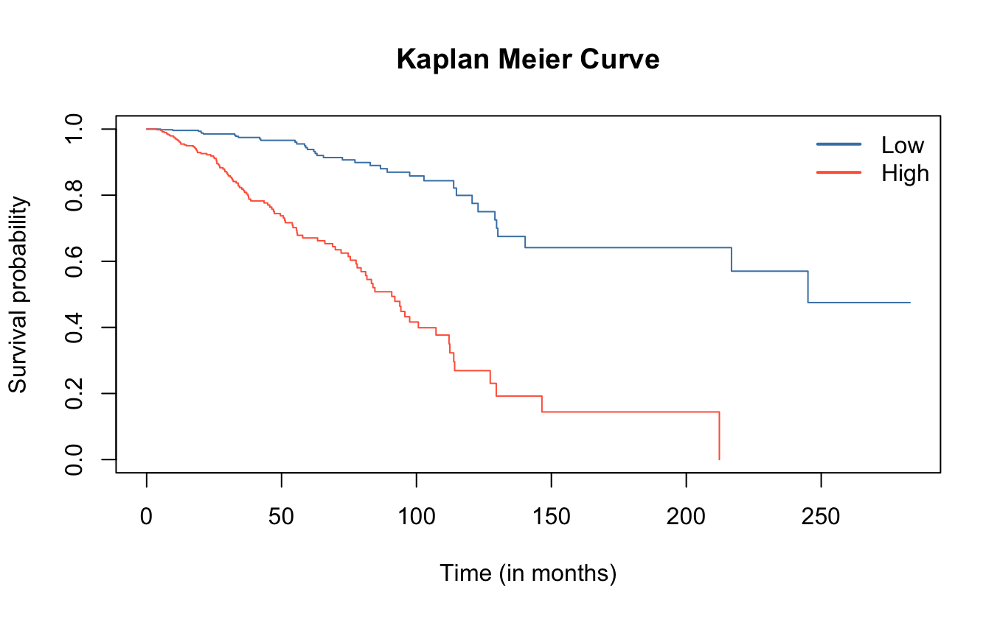 Kaplan Meier Curve
Survival probability
1.0
0.8
0.6
0.4
0.2
0.0
Low
High
0 50 100 150 200 250
Time (in months)